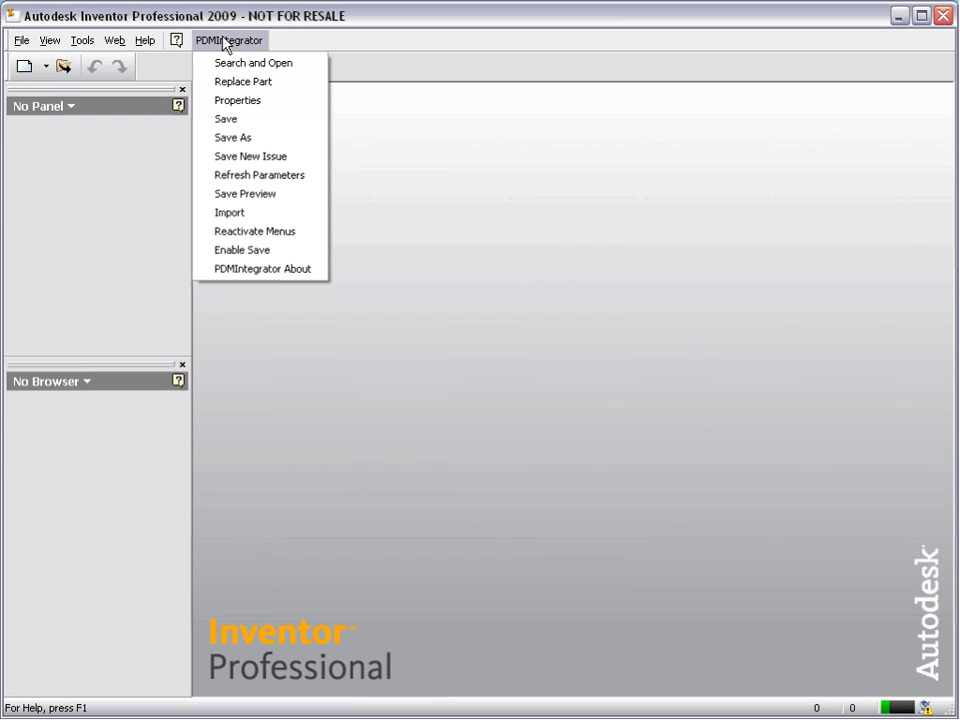 Autodesk Inventor Professional 2009 - NOT FOR RESALE
File View Tools Web Help PDMIntegrator
Search and Open
Replace Part
Properties
Save
Save As
Save New Issue
Refresh Parameters
Save Preview
Import
Reactivate Menus
Enable Save
PDMIntegrator About
No Panel
No Browser
Inventor™
Professional
Autodesk®
For Help, press F1
0 0